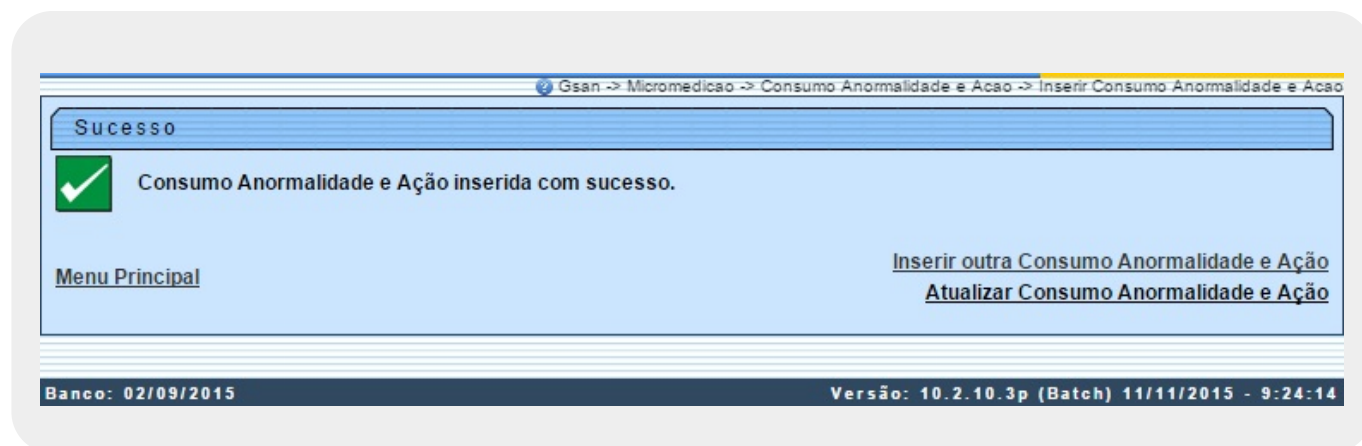 Gsan -> Micromedicao -> Consumo Anormalidade e Acao -> Inserir Consumo Anormalidade e Acao
Sucesso
Consumo Anormalidade e Ação inserida com sucesso.
Inserir outra Consumo Anormalidade e Ação
Menu Principal
Atualizar Consumo Anormalidade e Ação
Banco: 02/09/2015 Versão: 10.2.10.3p (Batch) 11/11/2015 - 9:24:14